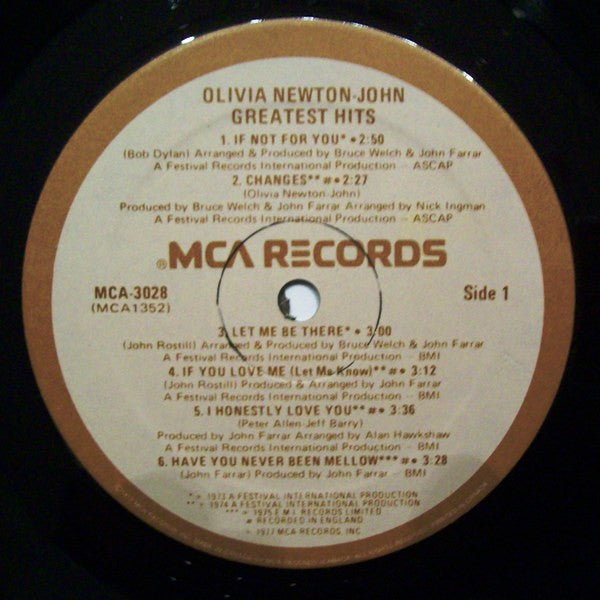 OLIVIA NEWTON-JOHN
GREATEST HITS
1. IF NOT FOR YOU* • 2:50
(Bob Dylan) Arranged & Produced by Bruce Welch & John Farrar
A Festival Records International Production – ASCAP
2. CHANGES** #• 2:27
(Olivia Newton-John)
Produced by Bruce Welch & John Farrar Arranged by Nick Ingman
A Festival Records International Production – ASCAP
®MCA RECORDS
MCA-3028
(MCA1352)
Side 1
3. LET ME BE THERE* • 3:00
(John Rostill) Arranged & Produced by Bruce Welch & John Farrar
A Festival Records International Production – BMI
4. IF YOU LOVE ME (Let Me Know)** #• 3:12
(John Rostill) Produced & Arranged by John Farrar
A Festival Records International Production – BMI
5. I HONESTLY LOVE YOU** #• 3:36
(Peter Allen-Jeff Barry)
Produced by John Farrar Arranged by Alan Hawkshaw
A Festival Records International Production – BMI
6. HAVE YOU NEVER BEEN MELLOW*** #• 3:28
(John Farrar) Produced by John Farrar – BMI
* ℗ 1973 A FESTIVAL INTERNATIONAL PRODUCTION
** ℗ 1974 A FESTIVAL INTERNATIONAL PRODUCTION
*** ℗ 1975 E.M.I. RECORDS LIMITED
# RECORDED IN ENGLAND
℗ 1977 MCA RECORDS, INC